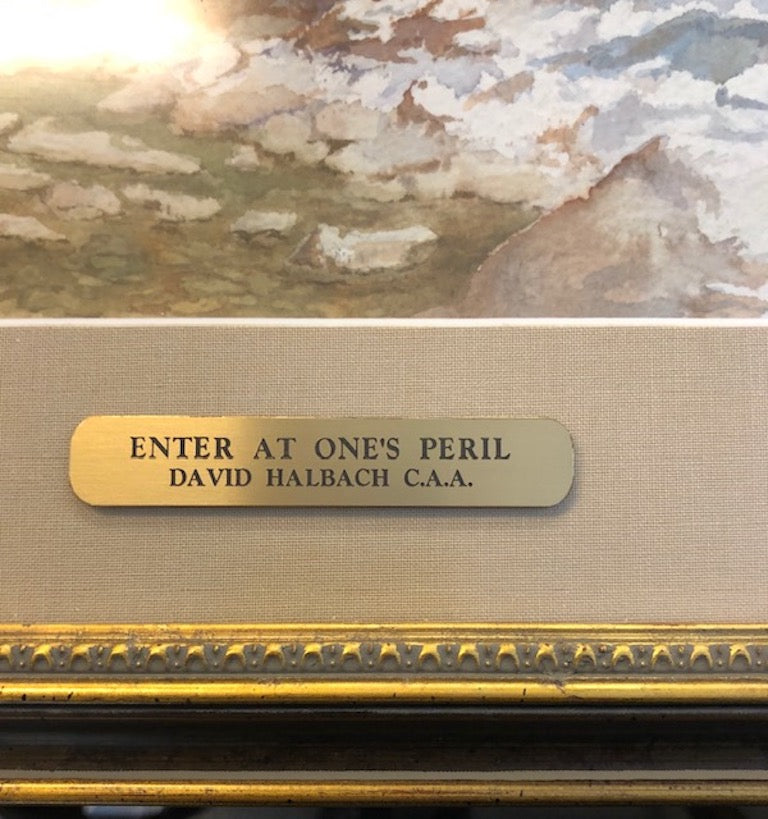 ENTER AT ONE'S PERIL
DAVID HALBACH C.A.A.